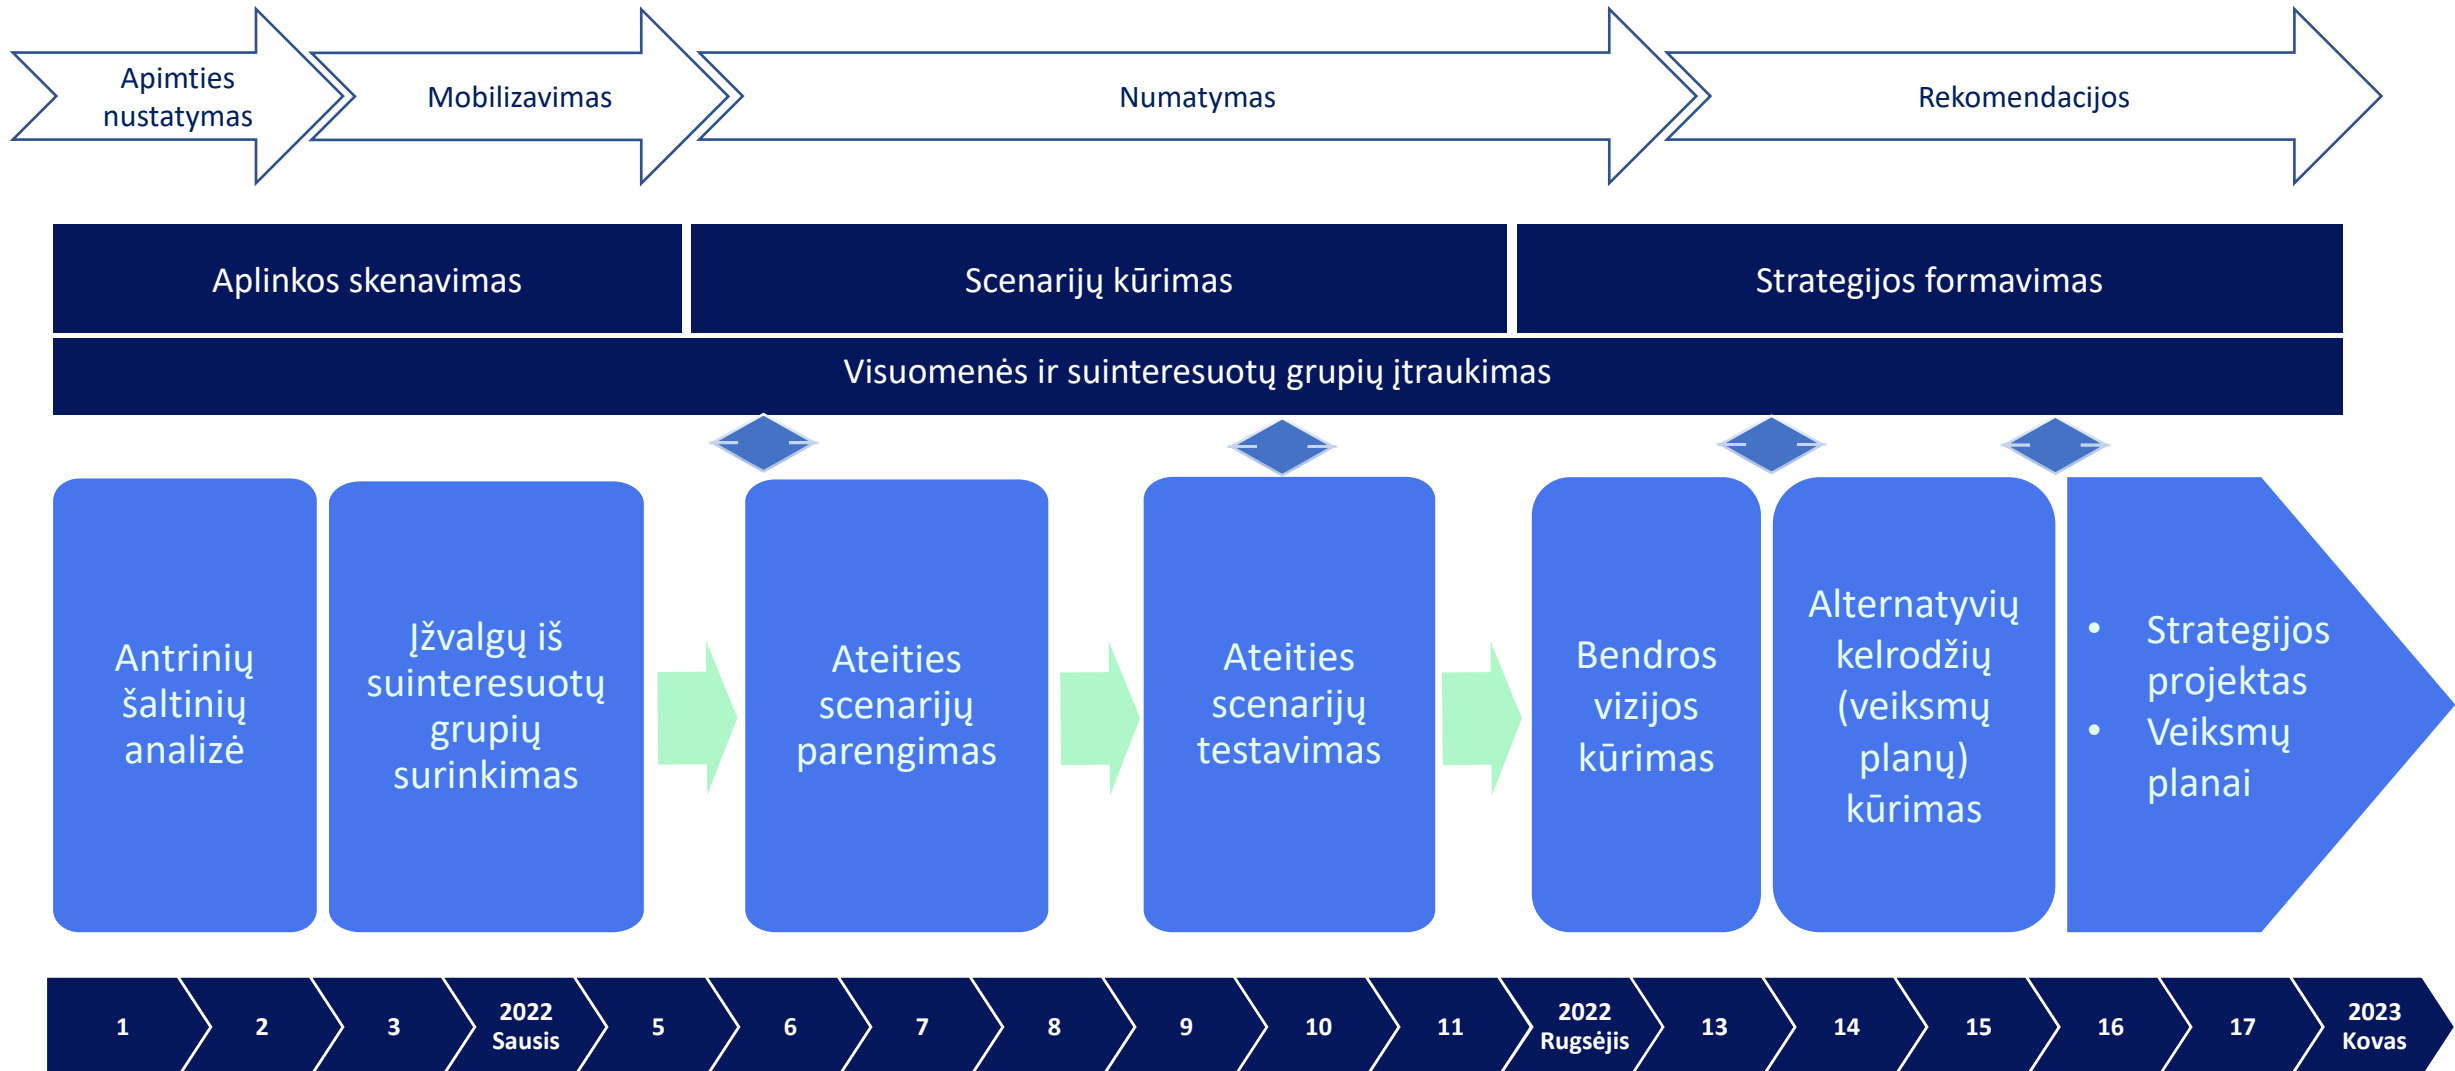 Apimties
nustatymas
Mobilizavimas
Numatymas
Rekomendacijos
Aplinkos skenavimas
Scenarijų kūrimas
Strategijos formavimas
Visuomenės ir suinteresuotų grupių įtraukimas
Antrinių
šaltinių
analizė
Įžvalgų iš
suinteresuotų
grupių
surinkimas
Ateities
scenarijų
parengimas
Ateities
scenarijų
testavimas
Bendros
vizijos
kūrimas
Alternatyvių
kelrodžių
(veiksmų
planų)
kūrimas
• Strategijos
projektas
• Veiksmų
planai
1
2
3
2022
Sausis
5
6
7
8
9
10
11
2022
Rugsėjis
13
14
15
16
17
2023
Kovas